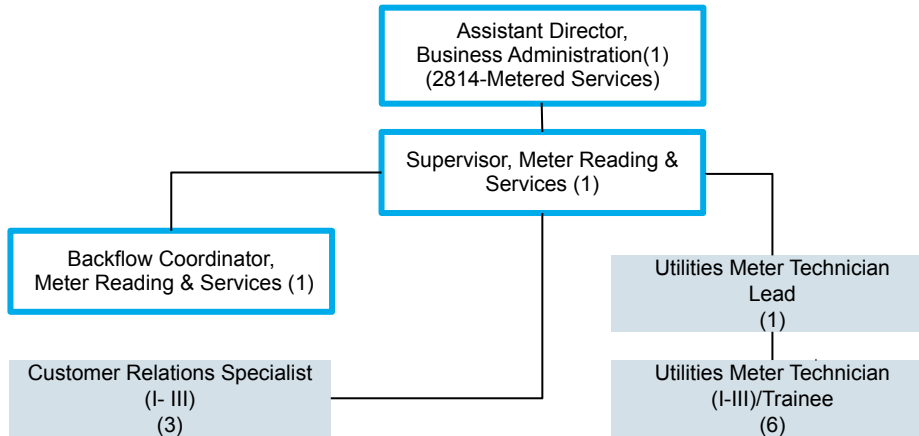 Assistant Director,
Business Administration(1)
(2814-Metered Services)
Supervisor, Meter Reading &
Services (1)
Backflow Coordinator,
Meter Reading & Services (1)
Utilities Meter Technician
Lead
(1)
Customer Relations Specialist
(I- III)
(3)
Utilities Meter Technician
(I-III)/Trainee
(6)